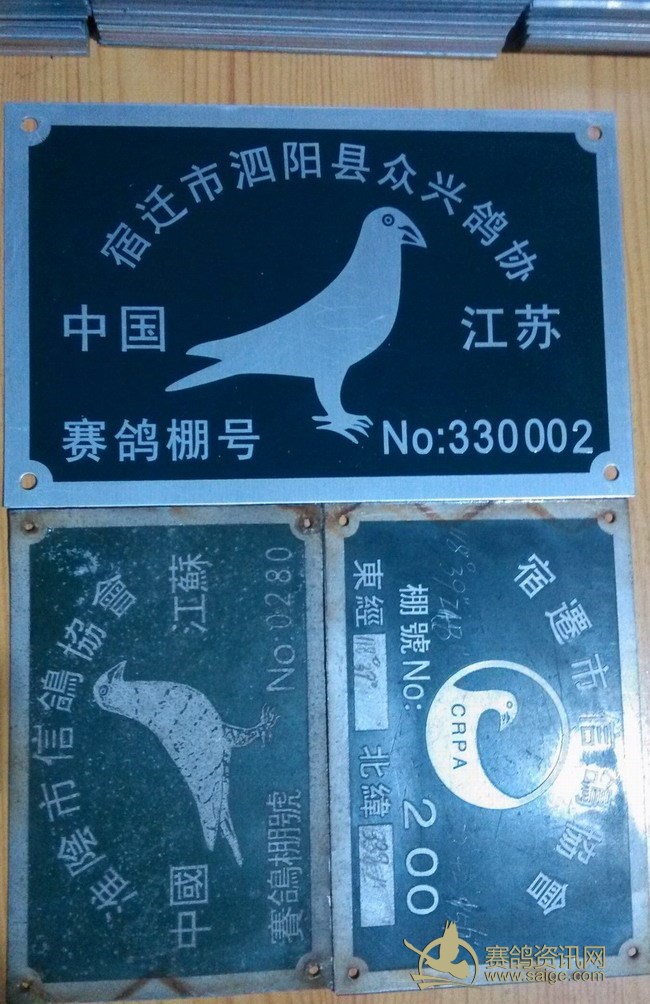 宿迁市泗阳县众兴鸽协
中国
江苏
赛鸽棚号
No:330002
淮陰市信鴿協會
中國
江蘇
賽鴿棚號
No:0280
宿遷市信鴿協會
CRPA
棚號No: 200
東經
北緯
赛鸽资讯网
www.saige.com